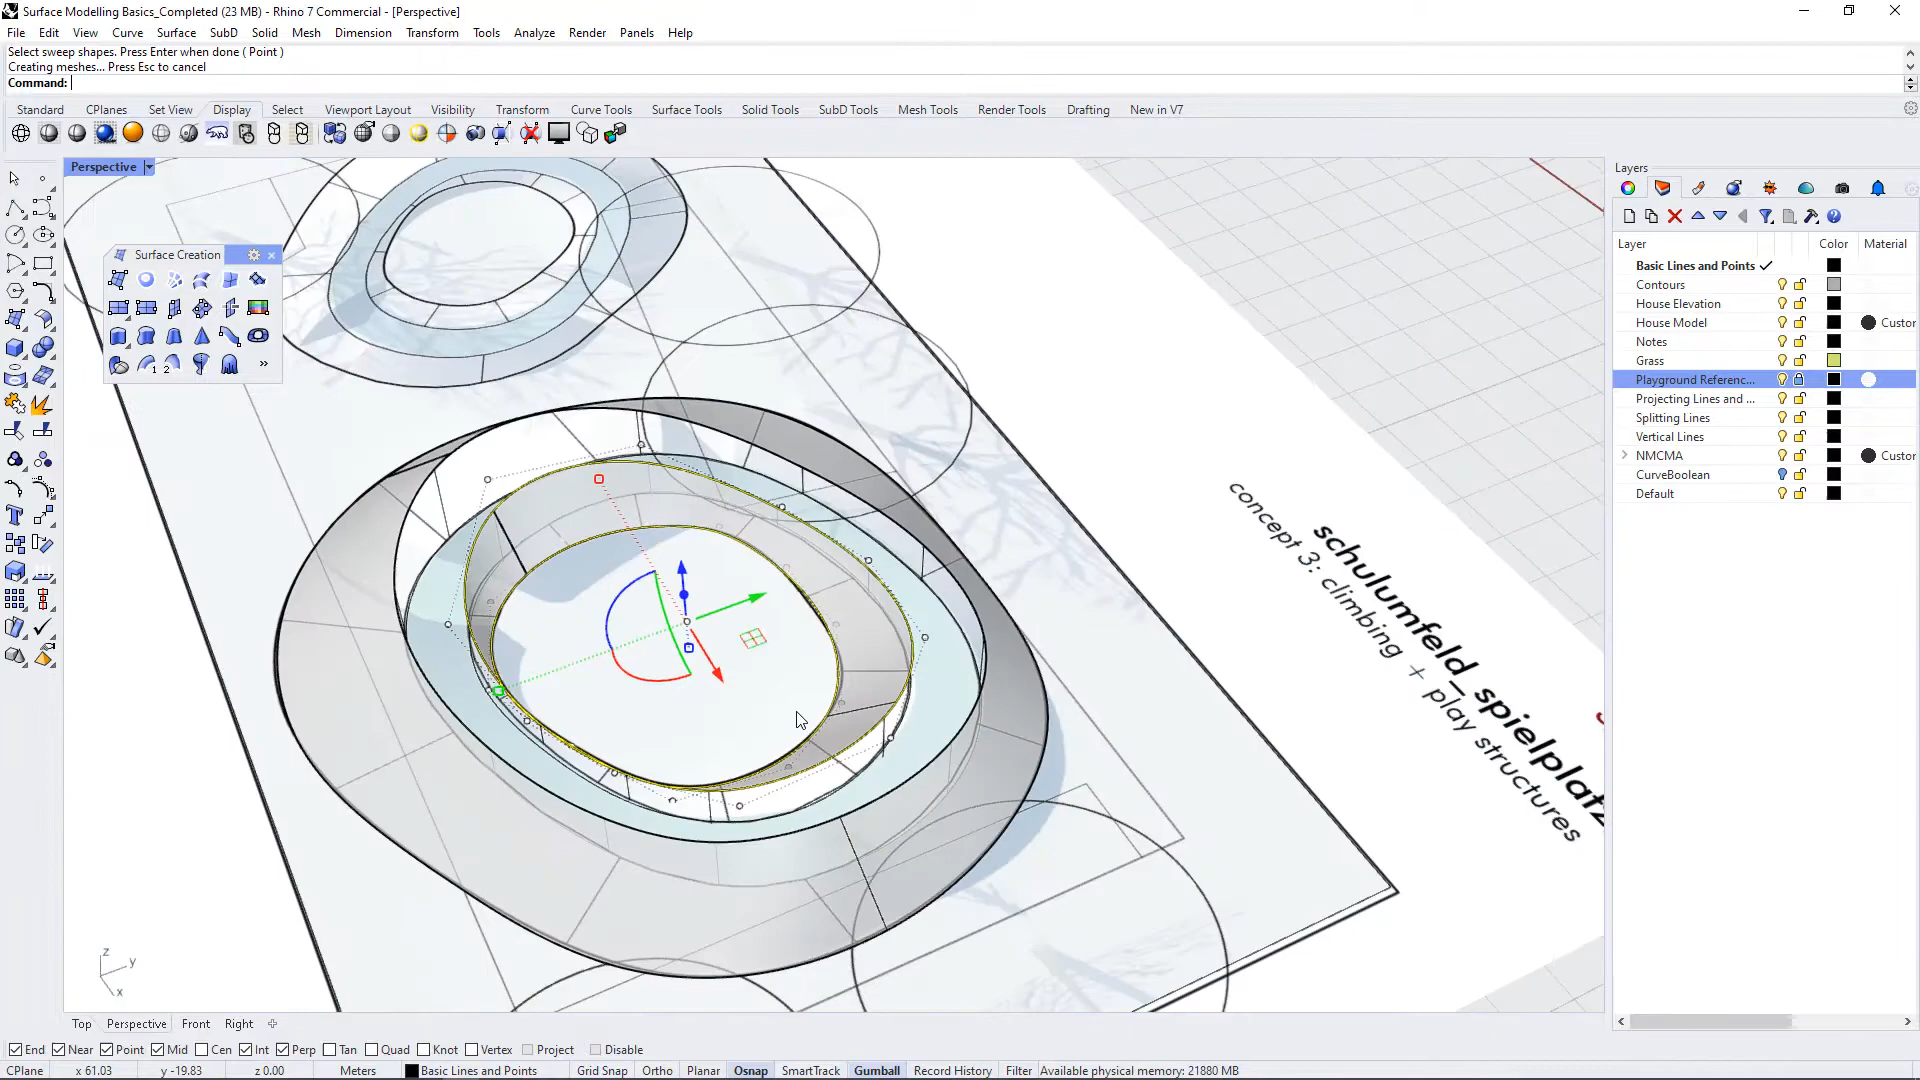 Surface Modelling Basics_Completed (23 MB) - Rhino 7 Commercial - [Perspective]
File Edit View Curve Surface SubD Solid Mesh Dimension Transform Tools Analyze Render Panels Help
Select sweep shapes. Press Enter when done ( Point )
Creating meshes... Press Esc to cancel
Command:
Standard CPlanes Set View Display Select Viewport Layout Visibility Transform Curve Tools Surface Tools Solid Tools SubD Tools Mesh Tools Render Tools Drafting New in V7
Perspective
Surface Creation
1 2 »
schulumfeld_spielplatz
concept 3: climbing + play structures
z
y
x
Layers
Layer Color Material
Basic Lines and Points
Contours
House Elevation
House Model Custor
Notes
Grass
Playground Referenc...
Projecting Lines and ...
Splitting Lines
Vertical Lines
NMCMA Custor
CurveBoolean
Default
Top Perspective Front Right
End Near Point Mid Cen Int Perp Tan Quad Knot Vertex Project Disable
CPlane x 61.03 y -19.83 z 0.00 Meters Basic Lines and Points Grid Snap Ortho Planar Osnap SmartTrack Gumball Record History Filter Available physical memory: 21880 MB